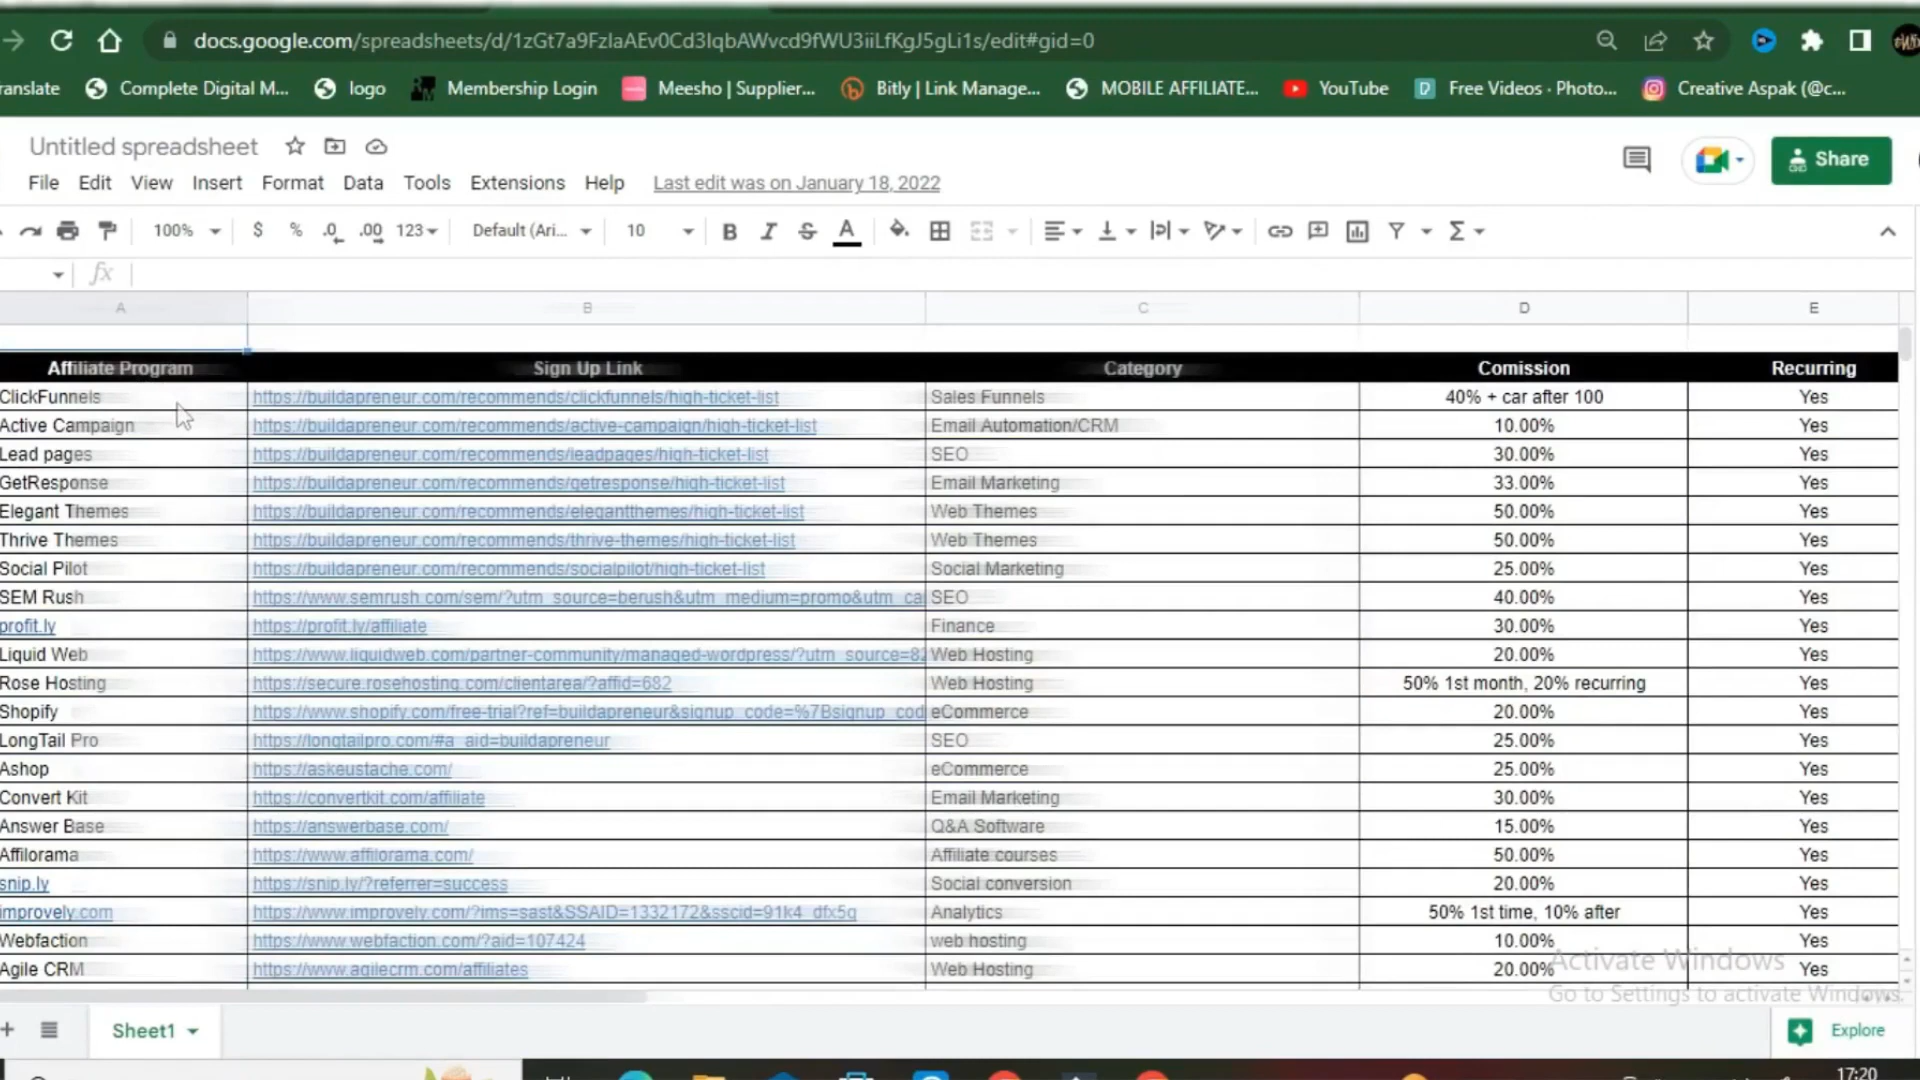 docs.google.com/spreadsheets/d/1zGt7a9FzlaAEv0Cd3lqbAWvcd9fWU3iiLfKgJ5gLi1s/edit#gid=0
anslate Complete Digital M... logo Membership Login Meesho | Supplier... Bitly | Link Manage... MOBILE AFFILIATE... YouTube Free Videos · Photo... Creative Aspak (@c...
Untitled spreadsheet
File Edit View Insert Format Data Tools Extensions Help Last edit was on January 18, 2022
Share
100% $ % .0 .00 123 Default (Ari... 10 B I S A Σ
fx
A B C D E
Affiliate Program Sign Up Link Category Comission Recurring
ClickFunnels https://buildapreneur.com/recommends/clickfunnels/high-ticket-list Sales Funnels 40% + car after 100 Yes
Active Campaign https://buildapreneur.com/recommends/active-campaign/high-ticket-list Email Automation/CRM 10.00% Yes
Lead pages https://buildapreneur.com/recommends/leadpages/high-ticket-list SEO 30.00% Yes
GetResponse https://buildapreneur.com/recommends/getresponse/high-ticket-list Email Marketing 33.00% Yes
Elegant Themes https://buildapreneur.com/recommends/elegantthemes/high-ticket-list Web Themes 50.00% Yes
Thrive Themes https://buildapreneur.com/recommends/thrive-themes/high-ticket-list Web Themes 50.00% Yes
Social Pilot https://buildapreneur.com/recommends/socialpilot/high-ticket-list Social Marketing 25.00% Yes
SEM Rush https://www.semrush.com/sem/?utm_source=berush&utm_medium=promo&utm_ca SEO 40.00% Yes
profit.ly https://profit.ly/affiliate Finance 30.00% Yes
Liquid Web https://www.liquidweb.com/partner-community/managed-wordpress/?utm_source=82 Web Hosting 20.00% Yes
Rose Hosting https://secure.rosehosting.com/clientarea/?affid=682 Web Hosting 50% 1st month, 20% recurring Yes
Shopify https://www.shopify.com/free-trial?ref=buildapreneur&signup_code=%7Bsignup_cod eCommerce 20.00% Yes
LongTail Pro https://longtailpro.com/#a_aid=buildapreneur SEO 25.00% Yes
Ashop https://askeustache.com/ eCommerce 25.00% Yes
Convert Kit https://convertkit.com/affiliate Email Marketing 30.00% Yes
Answer Base https://answerbase.com/ Q&A Software 15.00% Yes
Affilorama https://www.affilorama.com/ Affiliate courses 50.00% Yes
snip.ly https://snip.ly/?referrer=success Social conversion 20.00% Yes
improvely.com https://www.improvely.com/?ims=sast&SSAID=1332172&sscid=91k4_dfx5q Analytics 50% 1st time, 10% after Yes
Webfaction https://www.webfaction.com/?aid=107424 web hosting 10.00% Yes
Agile CRM https://www.agilecrm.com/affiliates Web Hosting 20.00% Yes
Activate Windows
Go to Settings to activate Windows.
Sheet1 Explore
17:20